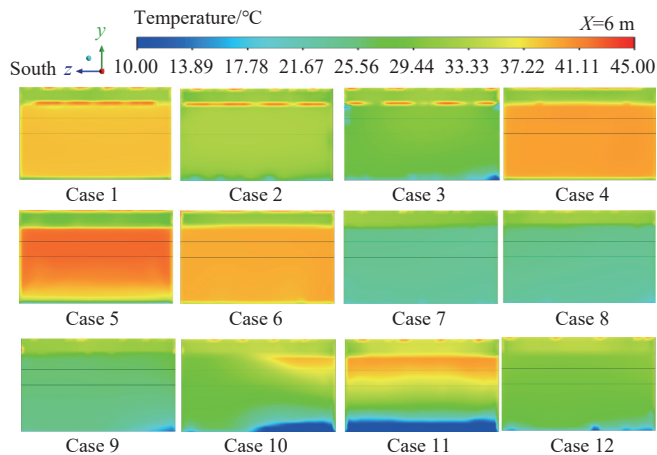 Temperature/°C X=6 m
y
South z
10.00 13.89 17.78 21.67 25.56 29.44 33.33 37.22 41.11 45.00
Case 1 Case 2 Case 3 Case 4
Case 5 Case 6 Case 7 Case 8
Case 9 Case 10 Case 11 Case 12